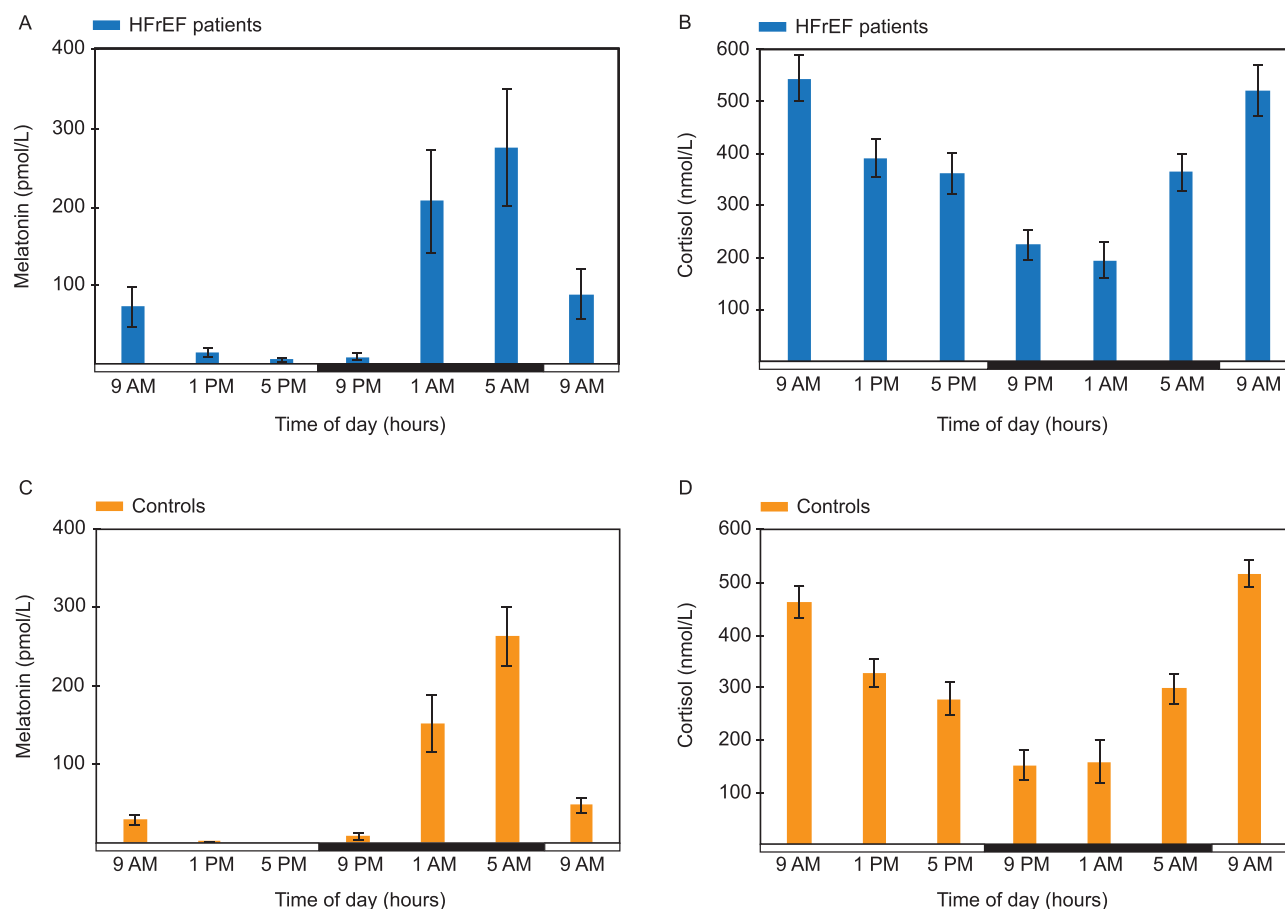 A
HFrEF patients
400
300
200
100
Melatonin (pmol/L)
9 AM 1 PM 5 PM 9 PM 1 AM 5 AM 9 AM
Time of day (hours)
B
HFrEF patients
600
500
400
300
200
100
Cortisol (nmol/L)
9 AM 1 PM 5 PM 9 PM 1 AM 5 AM 9 AM
Time of day (hours)
C
Controls
400
300
200
100
Melatonin (pmol/L)
9 AM 1 PM 5 PM 9 PM 1 AM 5 AM 9 AM
Time of day (hours)
D
Controls
600
500
400
300
200
100
Cortisol (nmol/L)
9 AM 1 PM 5 PM 9 PM 1 AM 5 AM 9 AM
Time of day (hours)